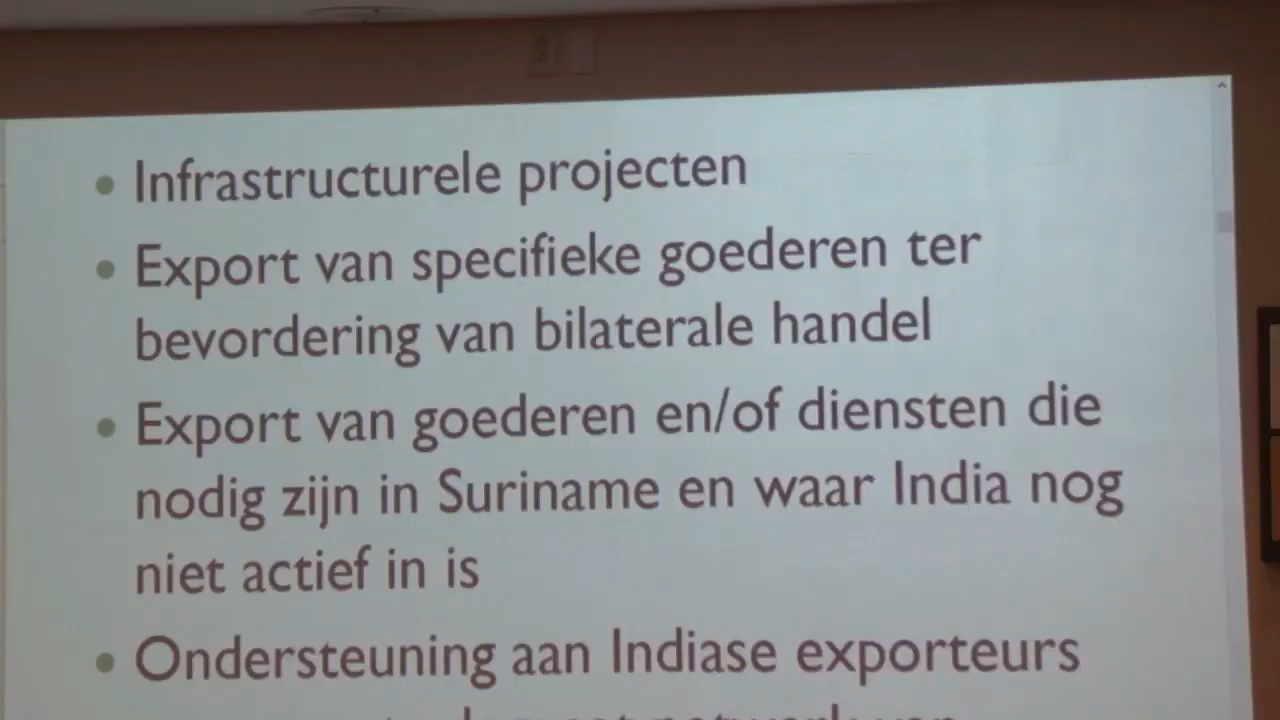 • Infrastructurele projecten
• Export van specifieke goederen ter
bevordering van bilaterale handel
• Export van goederen en/of diensten die
nodig zijn in Suriname en waar India nog
niet actief in is
• Ondersteuning aan Indiase exporteurs